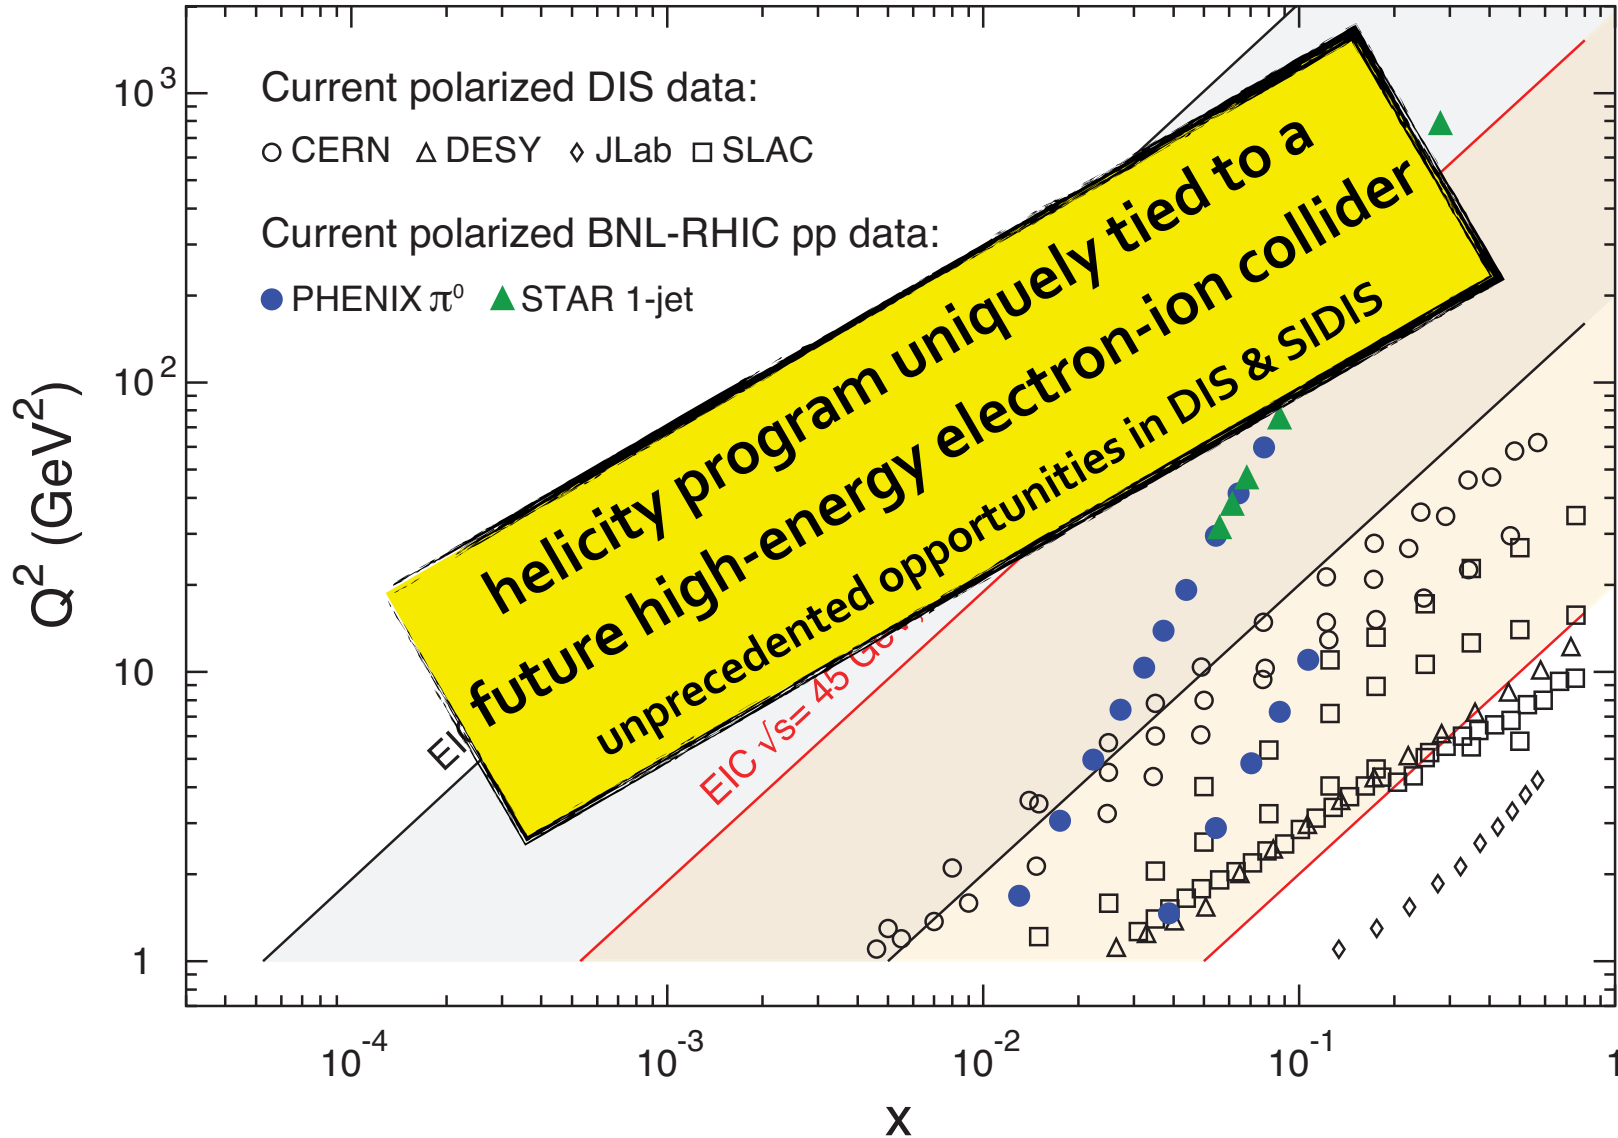 Current polarized DIS data:
○ CERN △ DESY ◊ JLab □ SLAC
Current polarized BNL-RHIC pp data:
● PHENIX π⁰ ▲ STAR 1-jet
helicity program uniquely tied to a
future high-energy electron-ion collider
unprecedented opportunities in DIS & SIDIS
EIC √s= 45 GeV
Q² (GeV²)
10³
10²
10
1
10⁻⁴ 10⁻³ 10⁻² 10⁻¹ 1
x